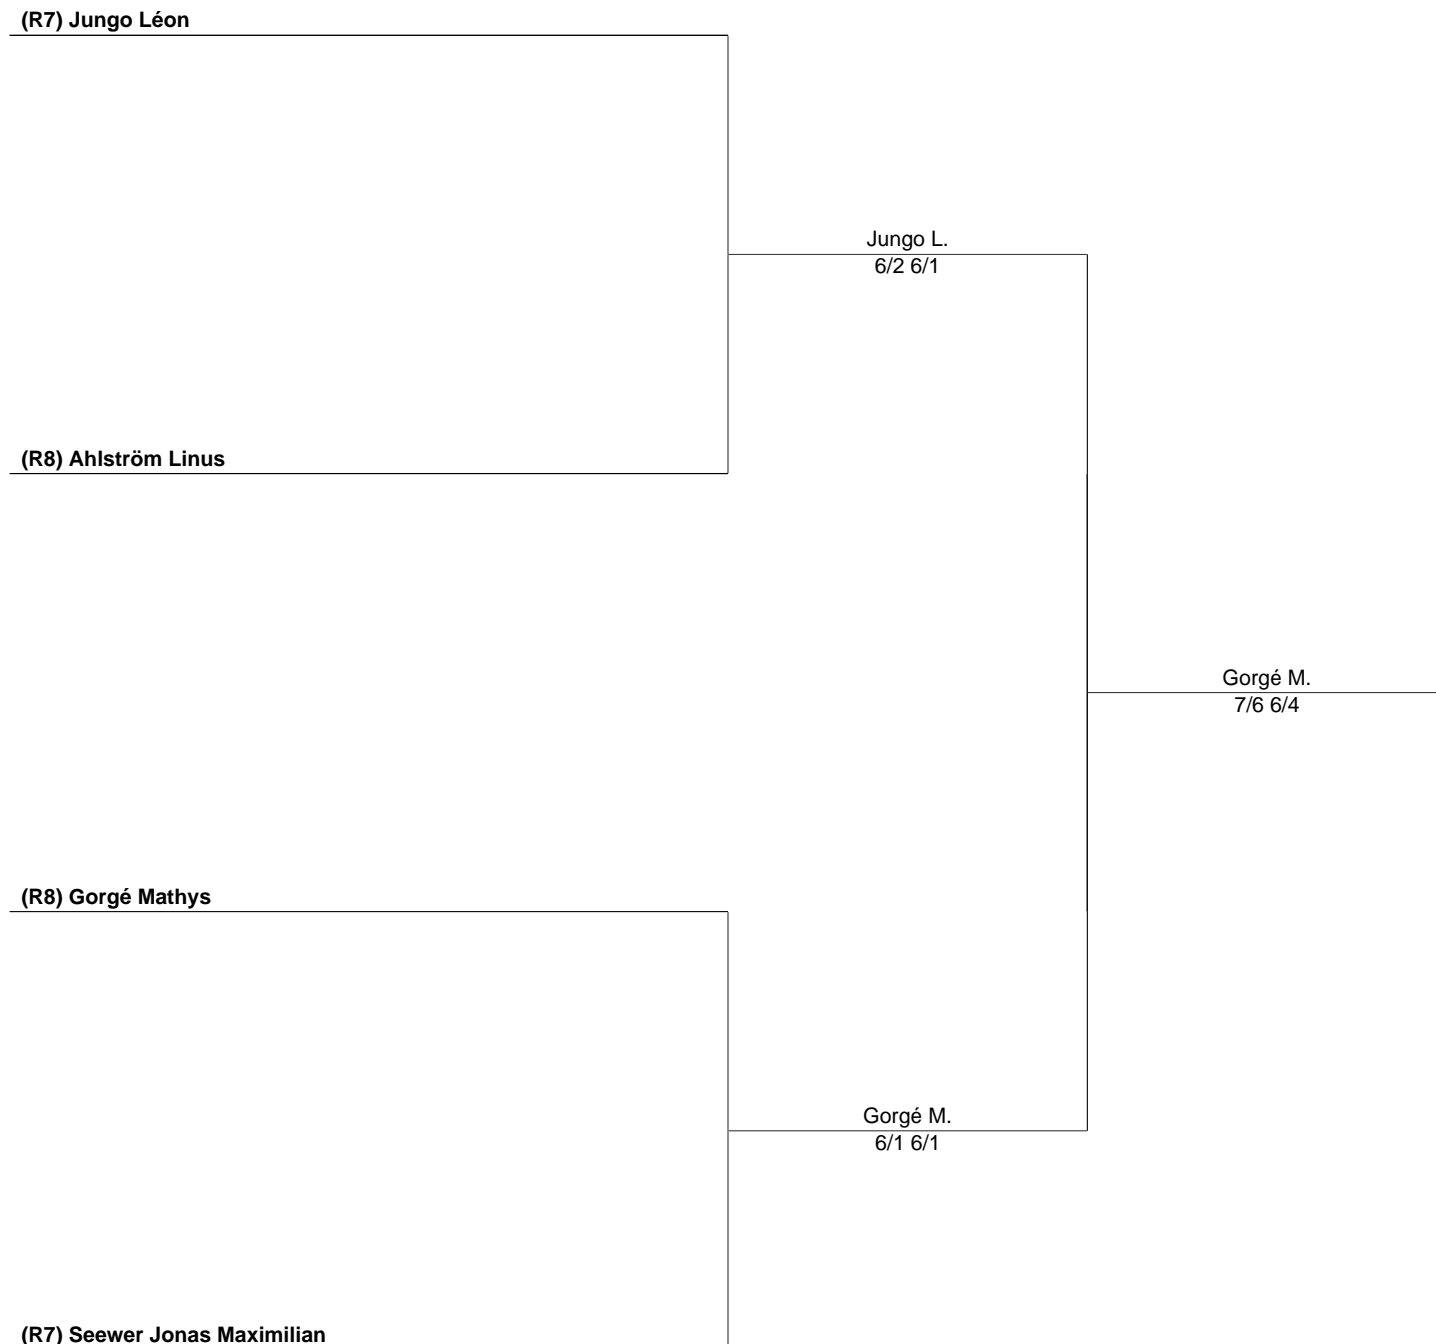 (R7) Jungo Léon
Jungo L.
6/2 6/1
(R8) Ahlström Linus
Gorgé M.
7/6 6/4
(R8) Gorgé Mathys
Gorgé M.
6/1 6/1
(R7) Seewer Jonas Maximilian